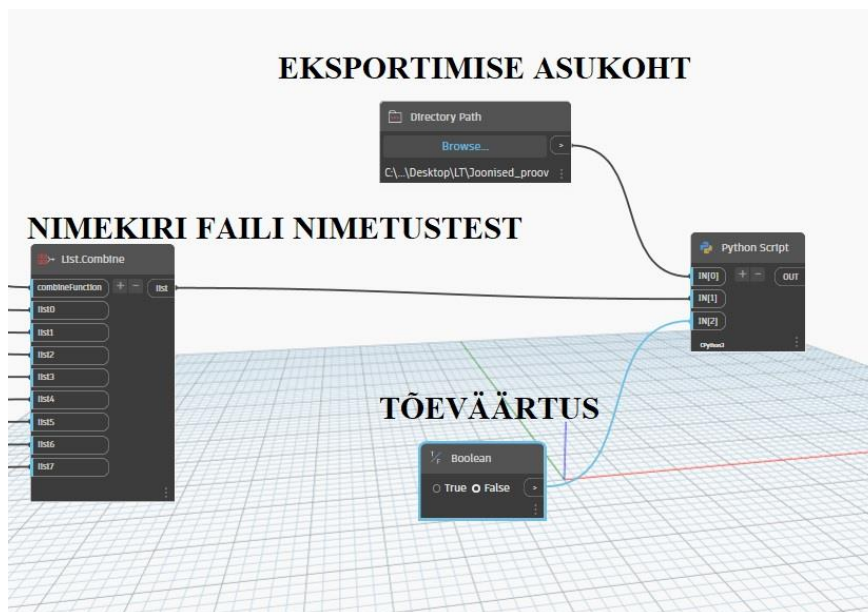 EKSPORTIMISE ASUKOHT
Directory Path
Browse...
>
C:\...\Desktop\LT\Joonised_proov
NIMEKIRI FAILI NIMETUSTEST
List.Combine
combineFunction + - list
list0
list1
list2
list3
list4
list5
list6
list7
Python Script
IN[0] + - OUT
IN[1]
IN[2]
CPython3
TÕEVÄÄRTUS
Boolean
True False >